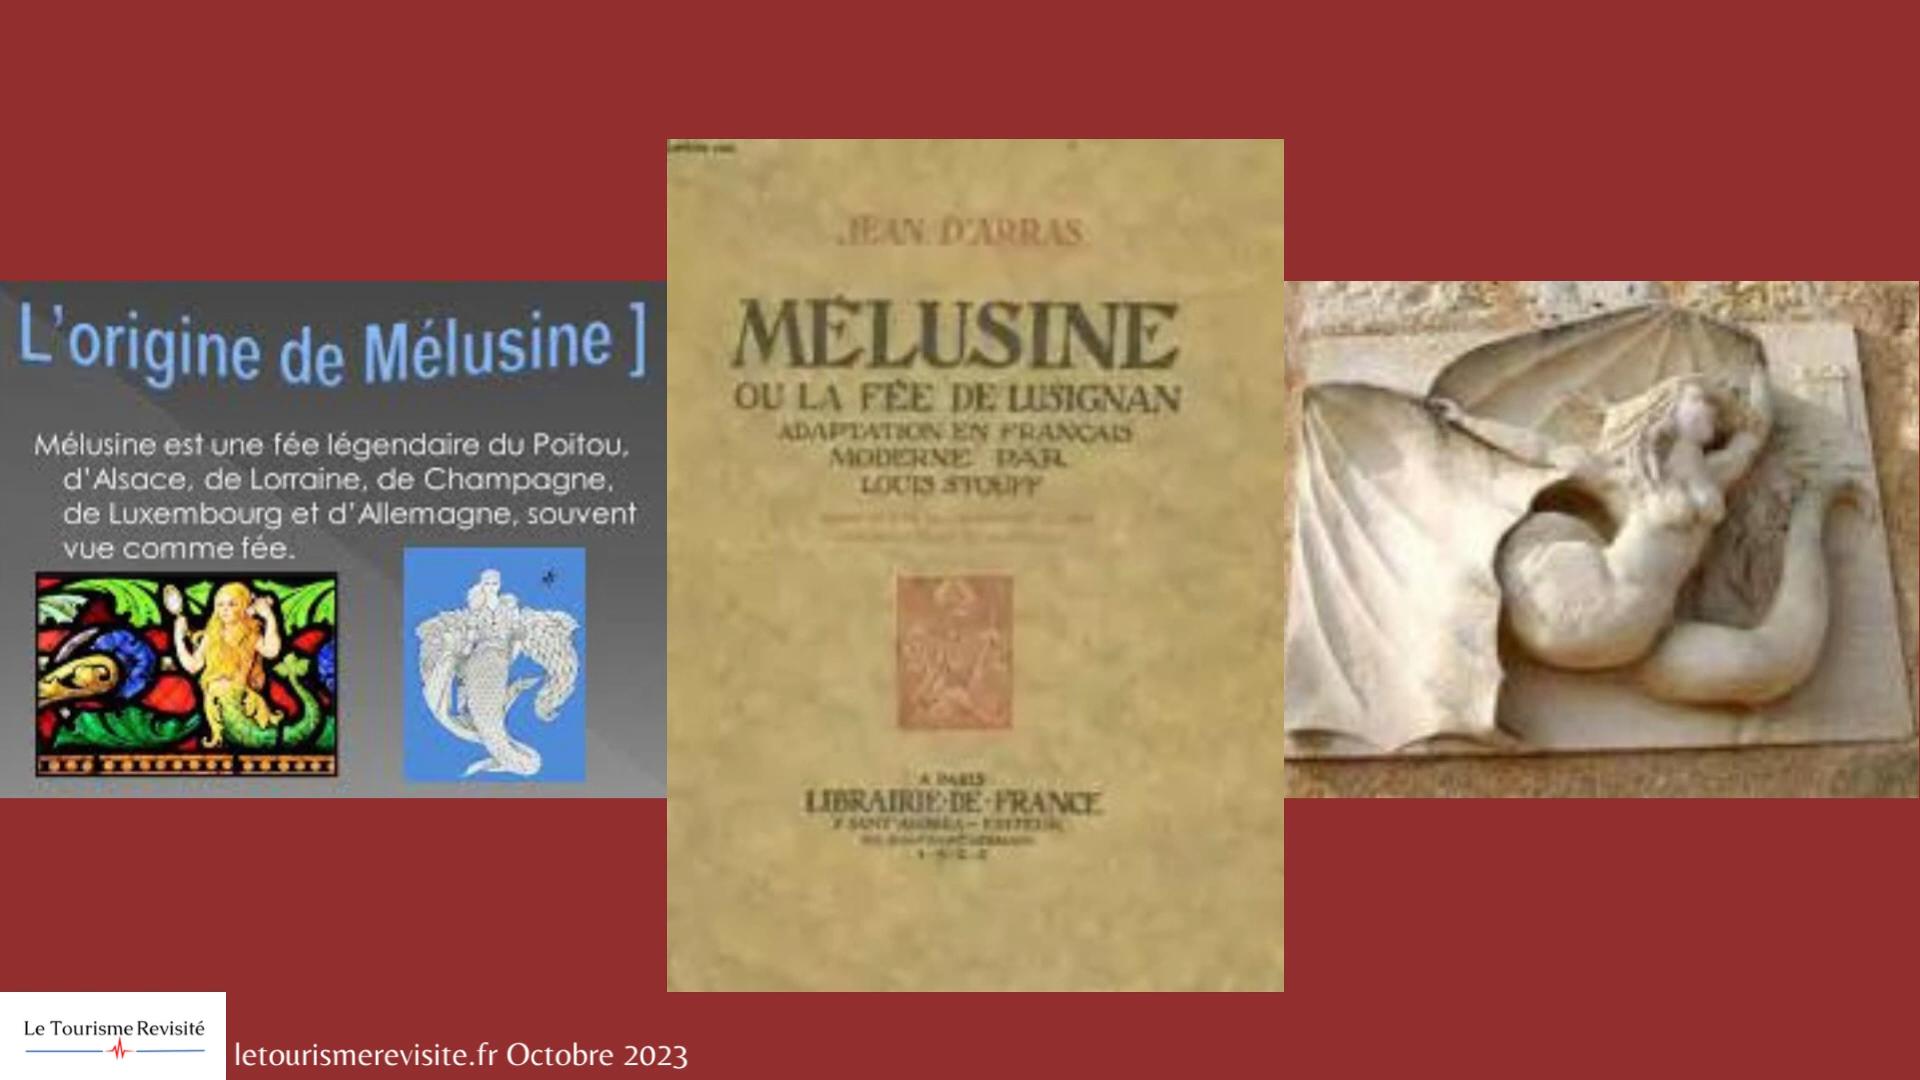 L'origine de Mélusine ]
Mélusine est une fée légendaire du Poitou,
d'Alsace, de Lorraine, de Champagne,
de Luxembourg et d'Allemagne, souvent
vue comme fée.
JEAN D'ARRAS
MÉLUSINE
OU LA FÉE DE LUSIGNAN
ADAPTATION EN FRANÇAIS
MODERNE PAR
LOUIS STOUFF
A PARIS
LIBRAIRIE·DE·FRANCE
Le Tourisme Revisité
letourismerevisite.fr Octobre 2023